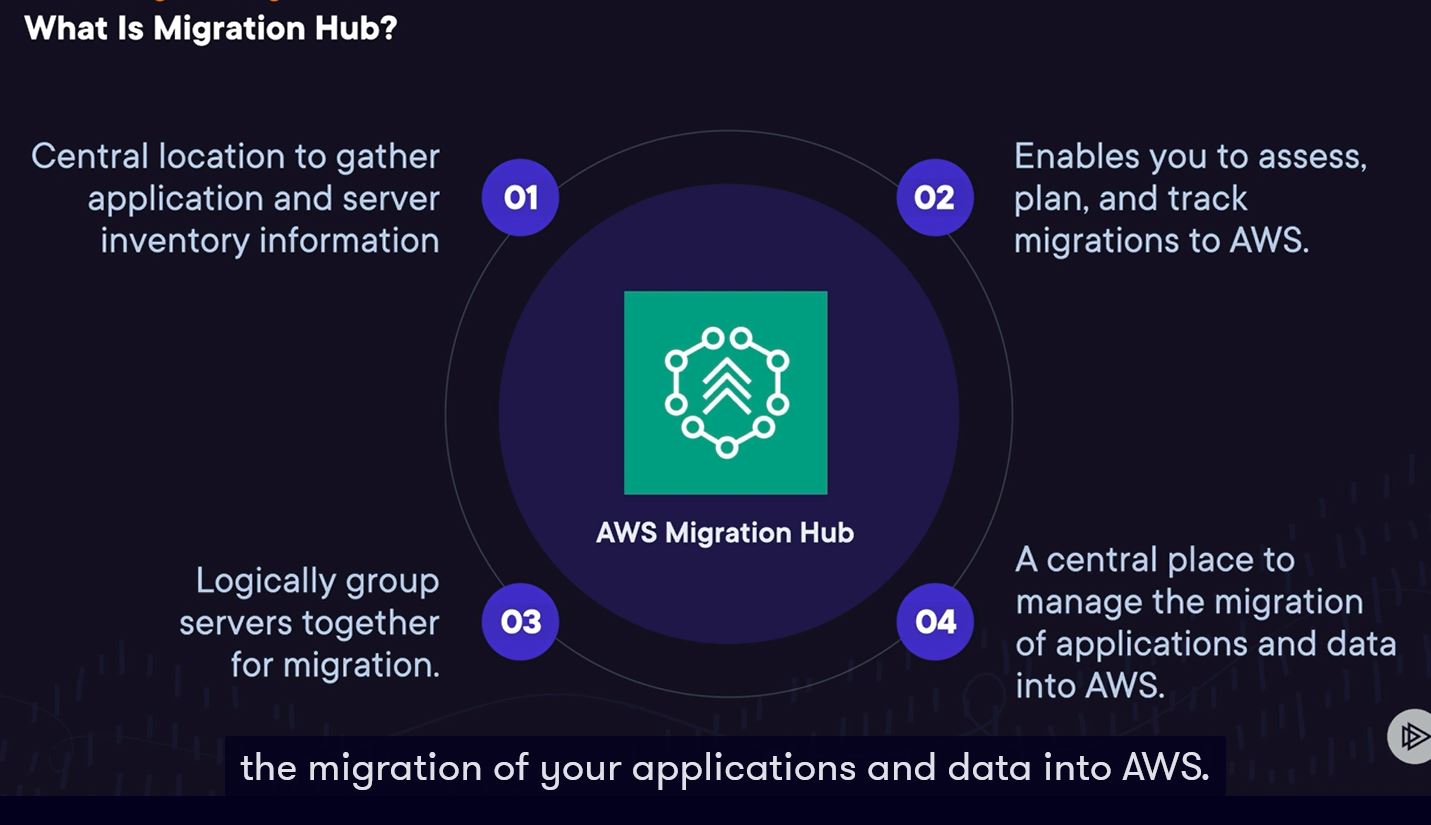 What Is Migration Hub?
Central location to gather
application and server
inventory information
01
02
Enables you to assess,
plan, and track
migrations to AWS.
AWS Migration Hub
Logically group
servers together
for migration.
03
04
A central place to
manage the migration
of applications and data
into AWS.
the migration of your applications and data into AWS.